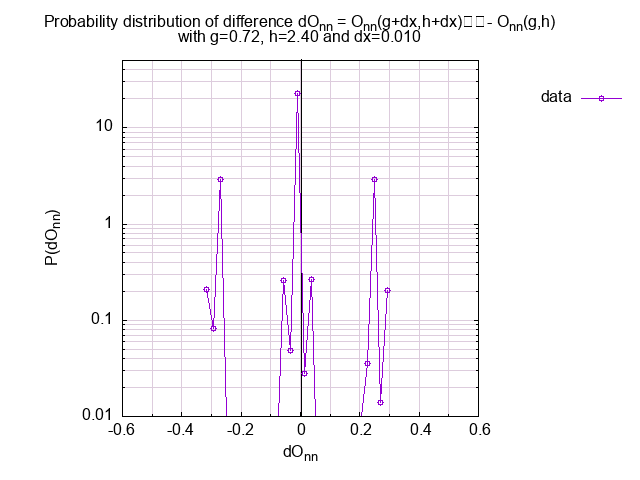 Probability distribution of difference dOnn = Onn(g+dx,h+dx)□□- Onn(g,h)
with g=0.72, h=2.40 and dx=0.010
data
10
1
0.1
0.01
P(dOnn)
-0.6 -0.4 -0.2 0 0.2 0.4 0.6
dOnn